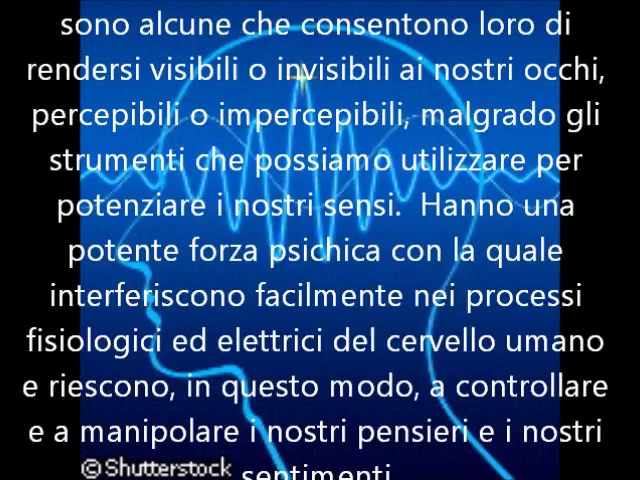 sono alcune che consentono loro di
rendersi visibili o invisibili ai nostri occhi,
percepibili o impercepibili, malgrado gli
strumenti che possiamo utilizzare per
potenziare i nostri sensi.  Hanno una
potente forza psichica con la quale
interferiscono facilmente nei processi
fisiologici ed elettrici del cervello umano
e riescono, in questo modo, a controllare
e a manipolare i nostri pensieri e i nostri
sentimenti
© Shutterstock